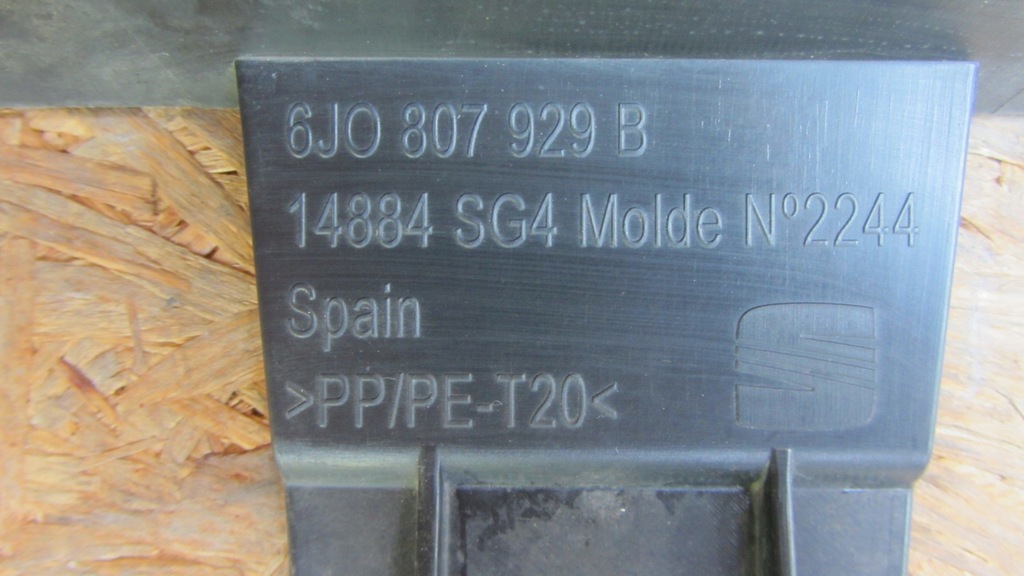 6JO 807 929 B
14884 SG4 Molde Nº2244
Spain
>PP/PE-T20<